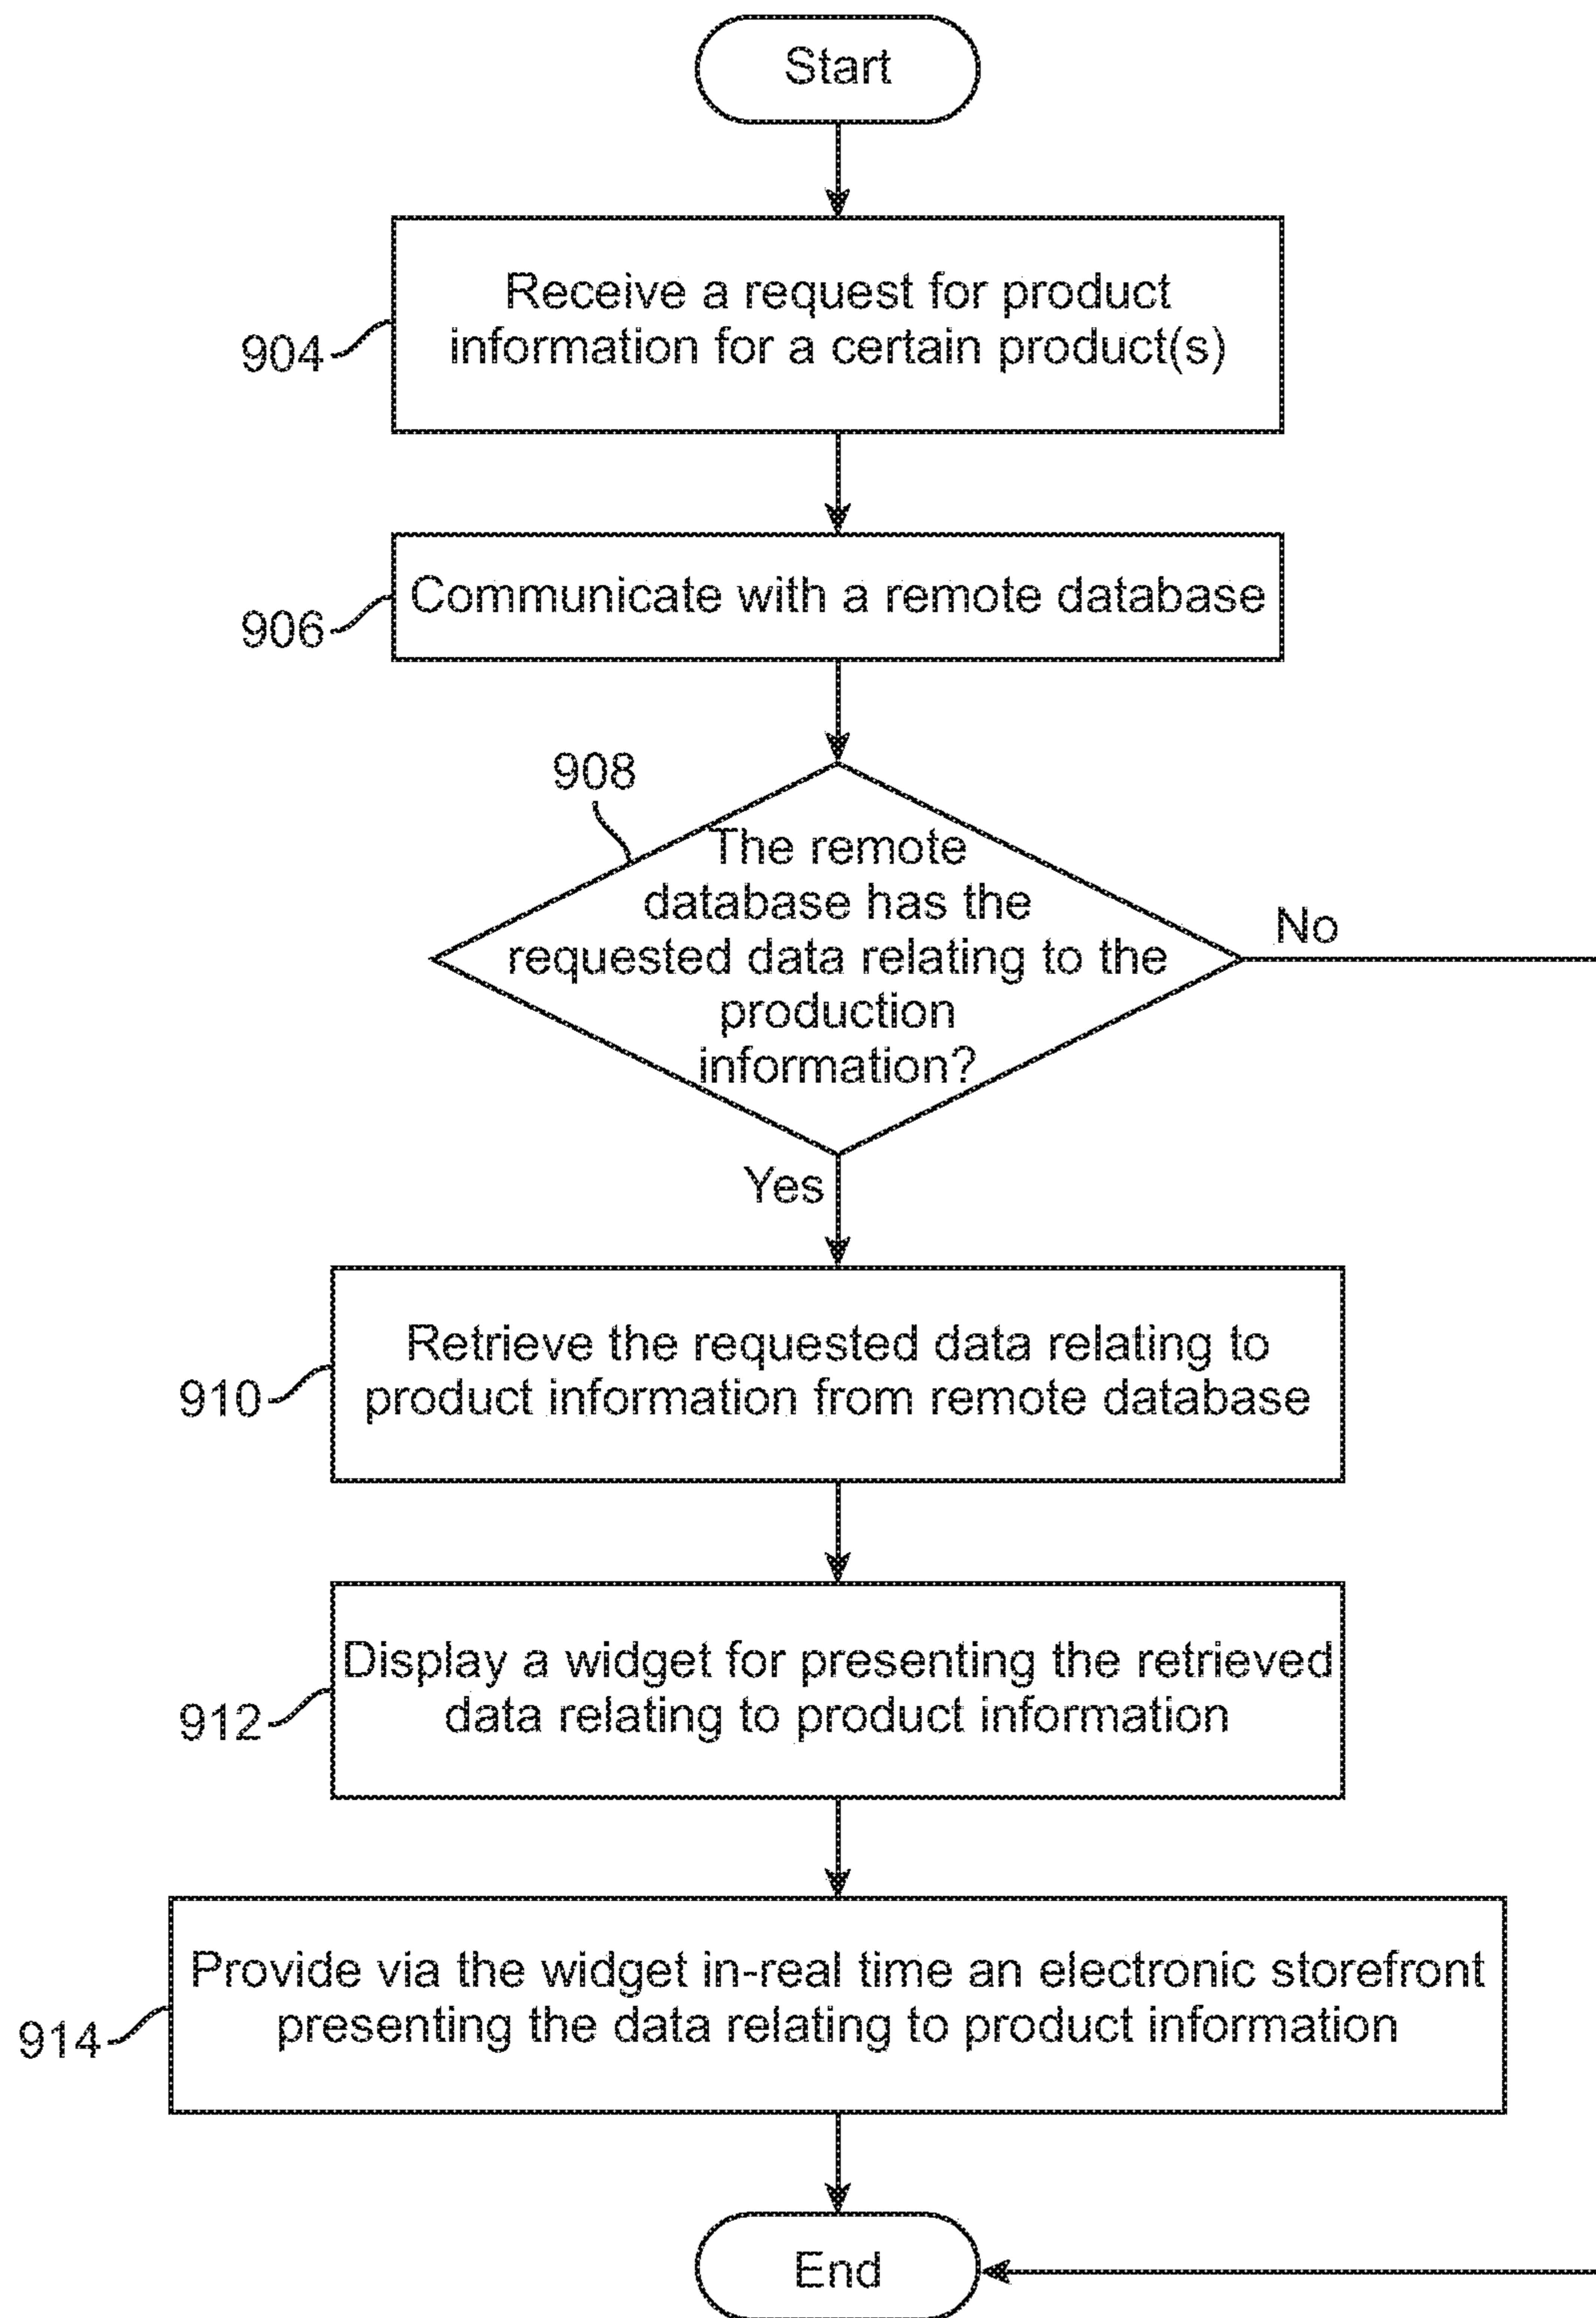 Start
Receive a request for product
information for a certain product(s)
904
Communicate with a remote database
906
908
The remote
database has the
requested data relating to the
production
information?
No
Yes
Retrieve the requested data relating to
product information from remote database
910
Display a widget for presenting the retrieved
data relating to product information
912
Provide via the widget in-real time an electronic storefront
presenting the data relating to product information
914
End